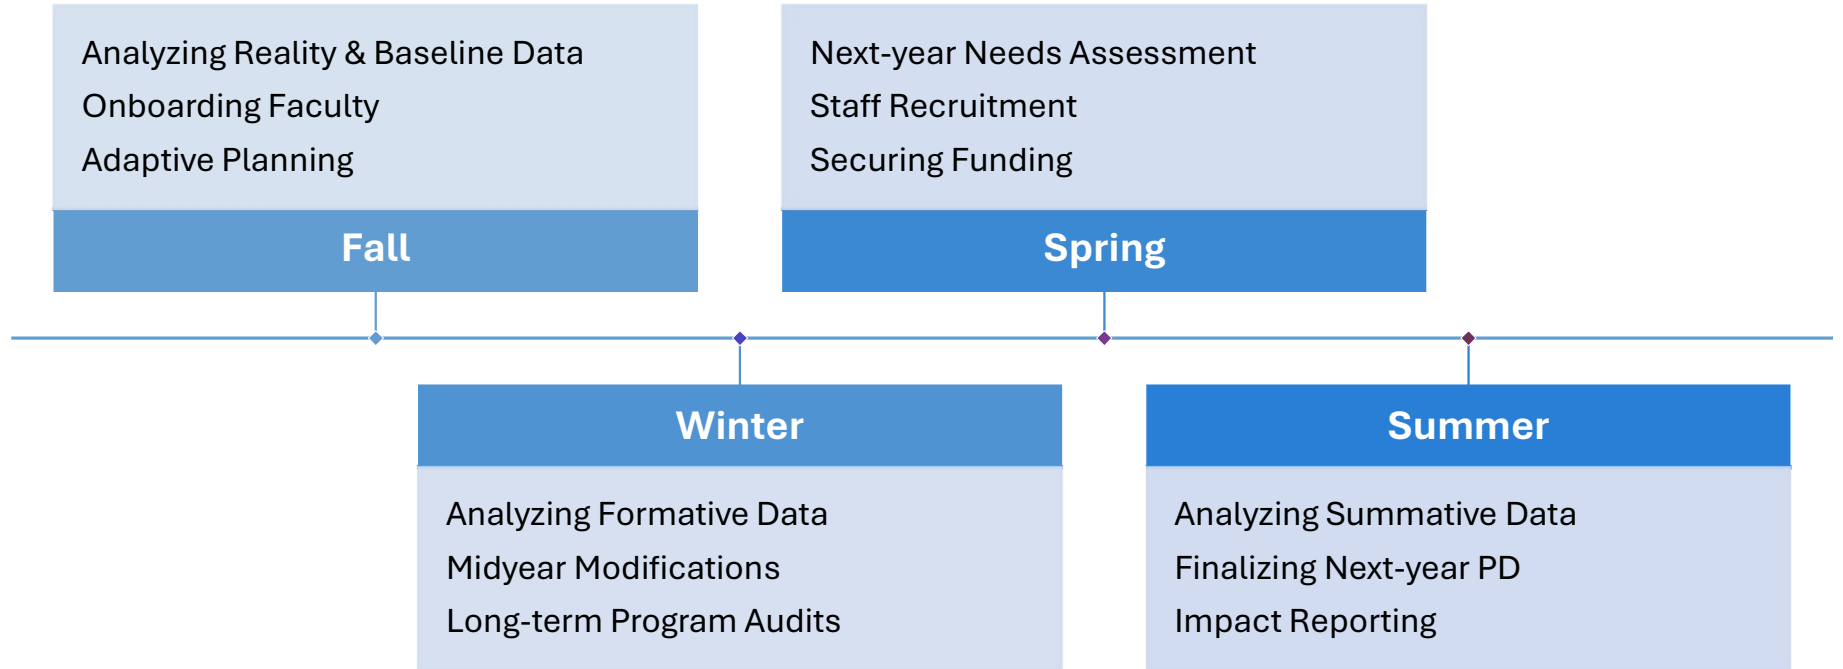 Analyzing Reality & Baseline Data
Onboarding Faculty
Adaptive Planning
Fall
Next-year Needs Assessment
Staff Recruitment
Securing Funding
Spring
Winter
Analyzing Formative Data
Midyear Modifications
Long-term Program Audits
Summer
Analyzing Summative Data
Finalizing Next-year PD
Impact Reporting